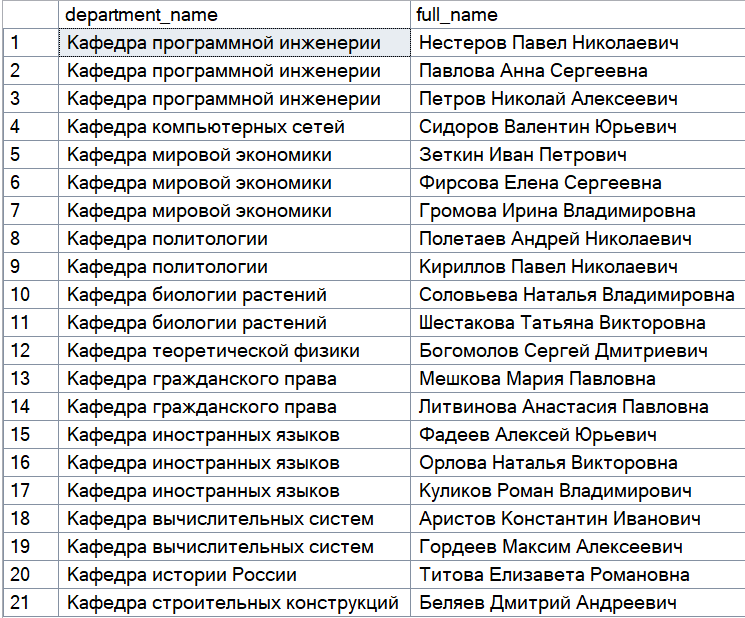 department_name full_name
1 Кафедра программной инженерии Нестеров Павел Николаевич
2 Кафедра программной инженерии Павлова Анна Сергеевна
3 Кафедра программной инженерии Петров Николай Алексеевич
4 Кафедра компьютерных сетей Сидоров Валентин Юрьевич
5 Кафедра мировой экономики Зеткин Иван Петрович
6 Кафедра мировой экономики Фирсова Елена Сергеевна
7 Кафедра мировой экономики Громова Ирина Владимировна
8 Кафедра политологии Полетаев Андрей Николаевич
9 Кафедра политологии Кириллов Павел Николаевич
10 Кафедра биологии растений Соловьева Наталья Владимировна
11 Кафедра биологии растений Шестакова Татьяна Викторовна
12 Кафедра теоретической физики Богомолов Сергей Дмитриевич
13 Кафедра гражданского права Мешкова Мария Павловна
14 Кафедра гражданского права Литвинова Анастасия Павловна
15 Кафедра иностранных языков Фадеев Алексей Юрьевич
16 Кафедра иностранных языков Орлова Наталья Викторовна
17 Кафедра иностранных языков Куликов Роман Владимирович
18 Кафедра вычислительных систем Аристов Константин Иванович
19 Кафедра вычислительных систем Гордеев Максим Алексеевич
20 Кафедра истории России Титова Елизавета Романовна
21 Кафедра строительных конструкций Беляев Дмитрий Андреевич